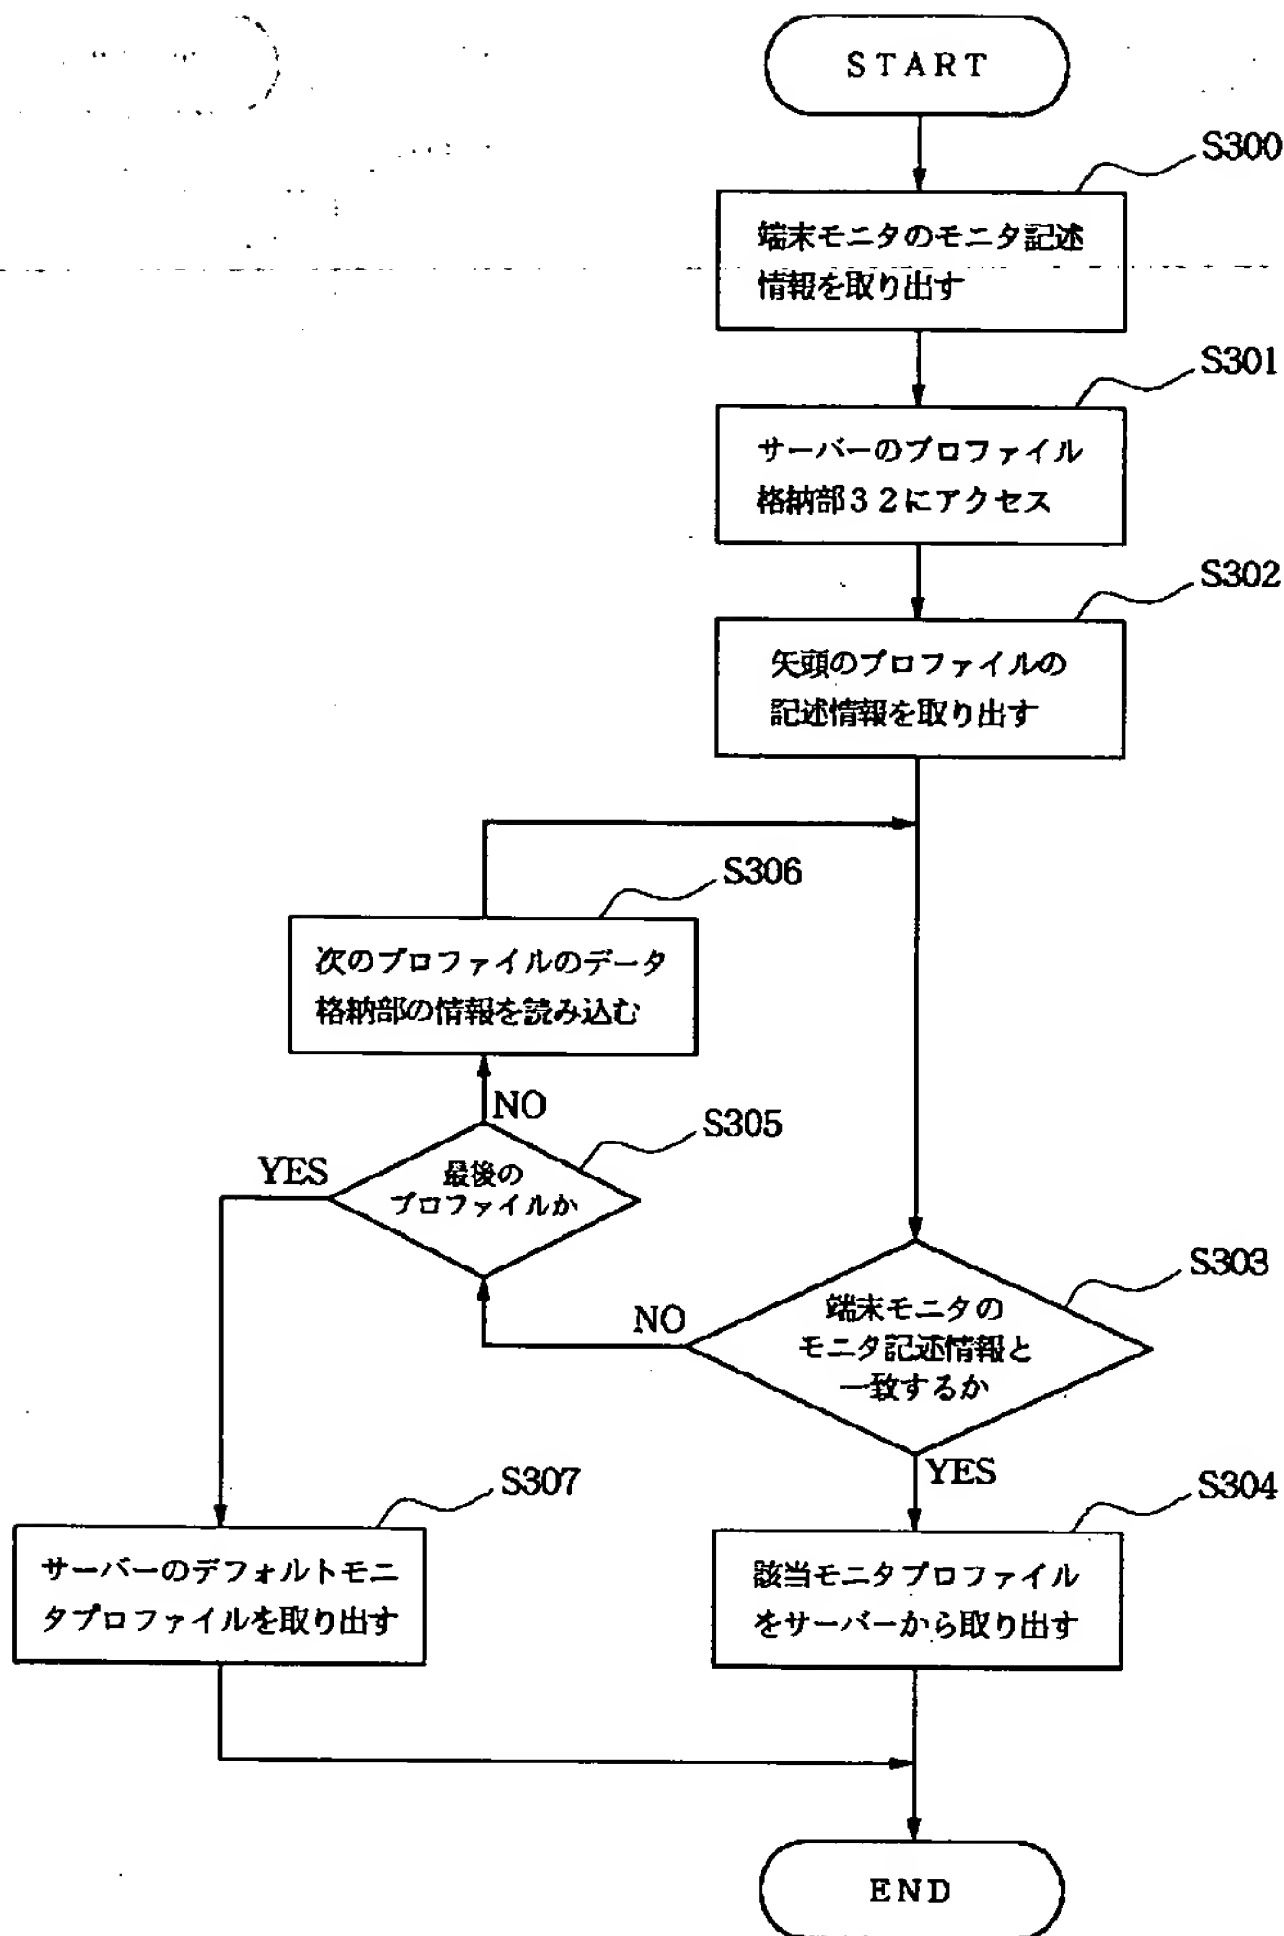 START
S300
端末モニタのモニタ記述
情報を取り出す
S301
サーバーのプロファイル
格納部32にアクセス
S302
矢頭のプロファイルの
記述情報を取り出す
S306
次のプロファイルのデータ
格納部の情報を読み込む
NO
S305
YES
最後の
プロファイルか
S303
NO
端末モニタの
モニタ記述情報と
一致するか
YES
S307
サーバーのデフォルトモニ
タプロファイルを取り出す
S304
該当モニタプロファイル
をサーバーから取り出す
END